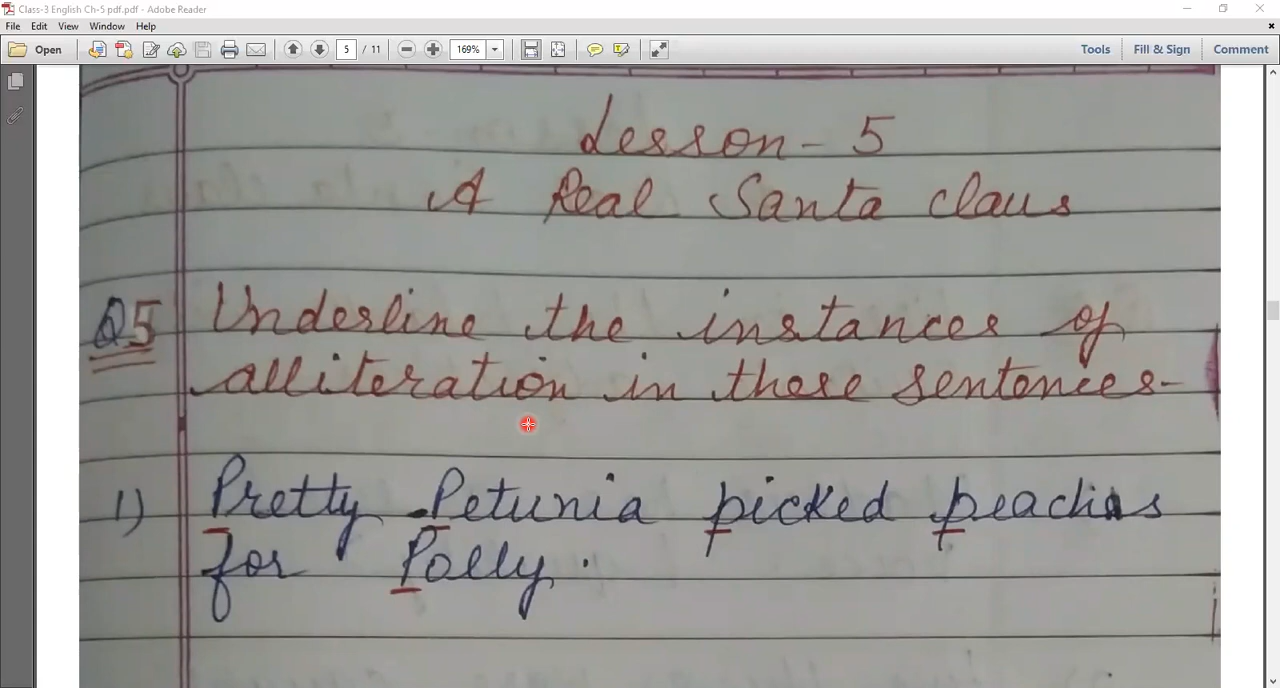 Class-3 English Ch-5 pdf.pdf - Adobe Reader
File Edit View Window Help
Open 5 / 11 169% Tools Fill & Sign Comment
Lesson - 5
A Real Santa claus
Q5 Underline the instances of
alliteration in these sentences-
1) Pretty Petunia picked peaches
for Polly.